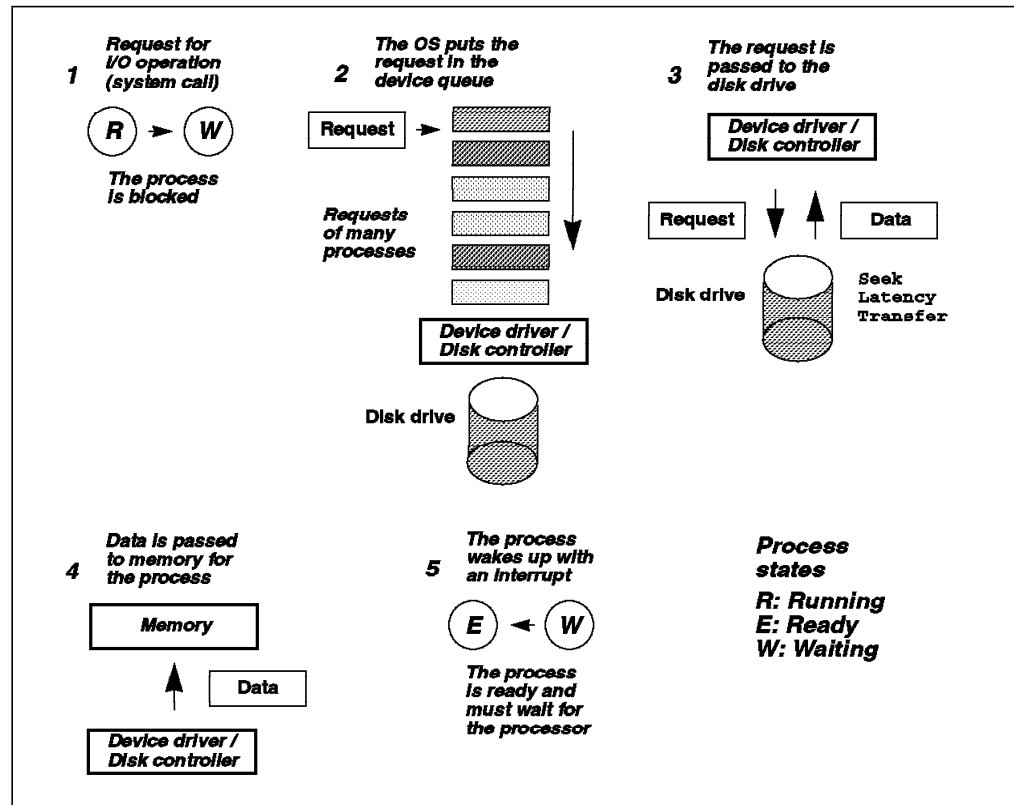 1
Request for
I/O operation
(system call)
R
W
The process
is blocked
2
The OS puts the
request in the
device queue
Request
Requests
of many
processes
Device driver /
Disk controller
Disk drive
3
The request is
passed to the
disk drive
Device driver /
Disk controller
Request
Data
Disk drive
Seek
Latency
Transfer
4
Data is passed
to memory for
the process
Memory
Data
Device driver /
Disk controller
5
The process
wakes up with
an interrupt
E
W
The process
is ready and
must wait for
the processor
Process
states
R: Running
E: Ready
W: Waiting